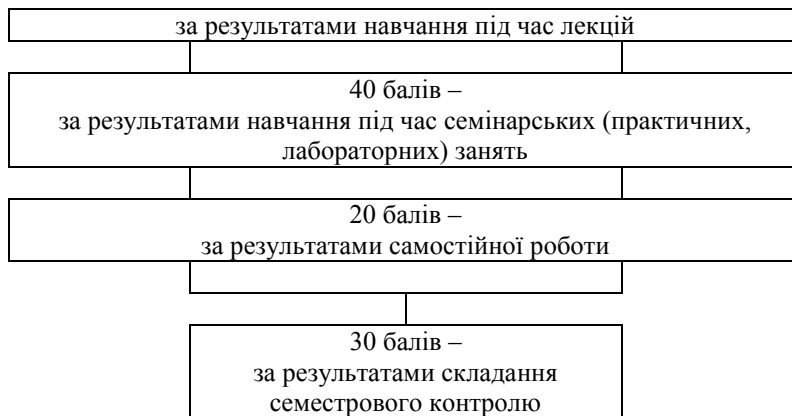 за результатами навчання під час лекцій
40 балів –
за результатами навчання під час семінарських (практичних,
лабораторних) занять
20 балів –
за результатами самостійної роботи
30 балів –
за результатами складання
семестрового контролю